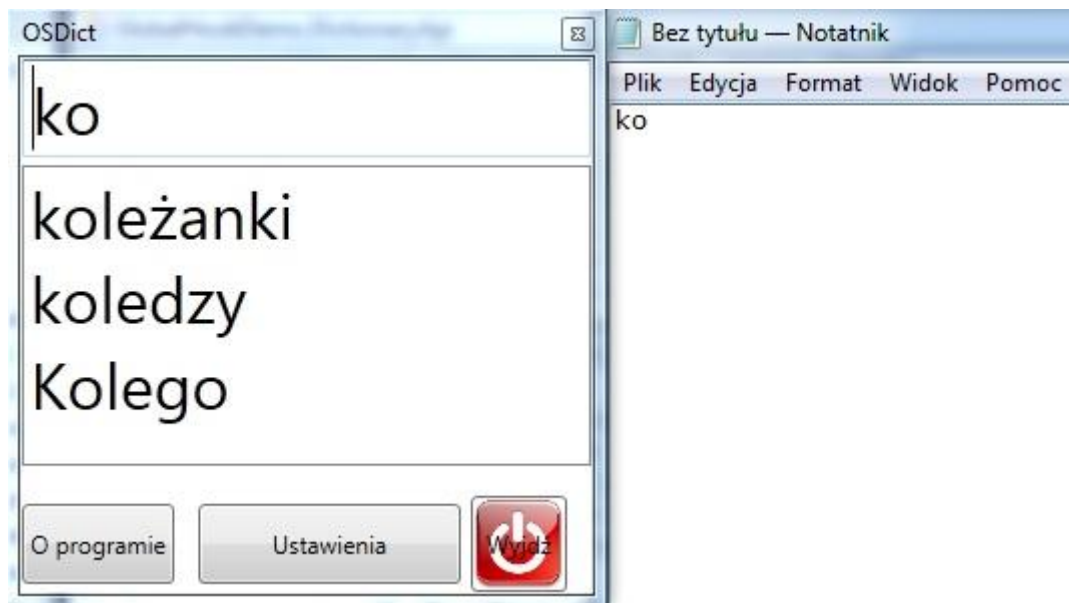 OSDict
ko
koleżanki
koledzy
Kolego
O programie
Ustawienia
Wyjdź
Bez tytułu — Notatnik
Plik Edycja Format Widok Pomoc
ko